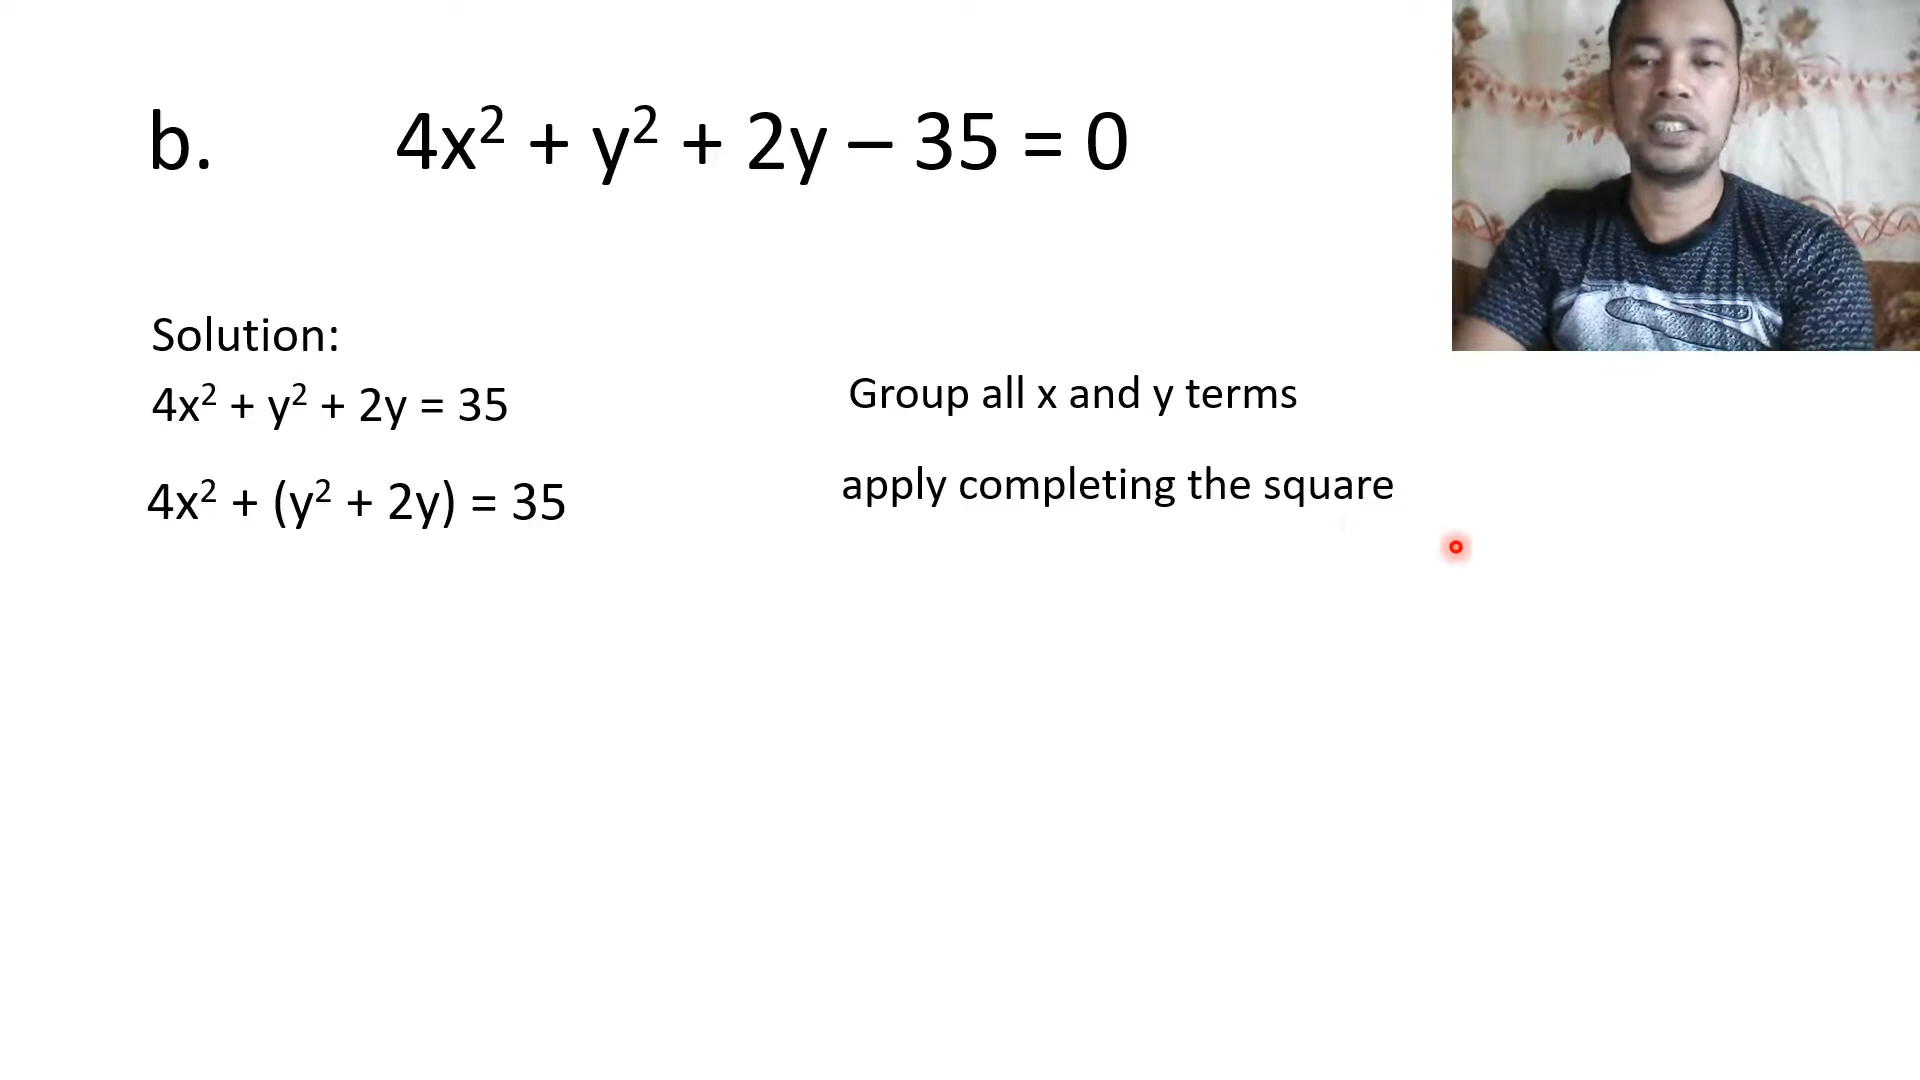 b. 4x² + y² + 2y – 35 = 0
Solution:
4x² + y² + 2y = 35 Group all x and y terms
4x² + (y² + 2y) = 35 apply completing the square